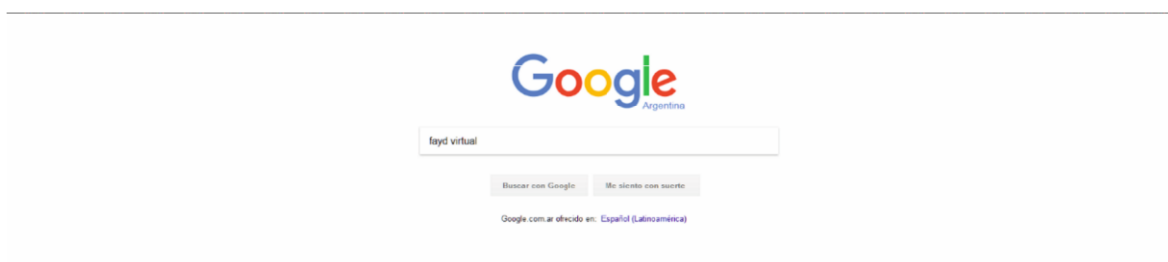 Google
Argentina
fayd virtual
Buscar con Google Me siento con suerte
Google.com.ar ofrecido en: Español (Latinoamérica)